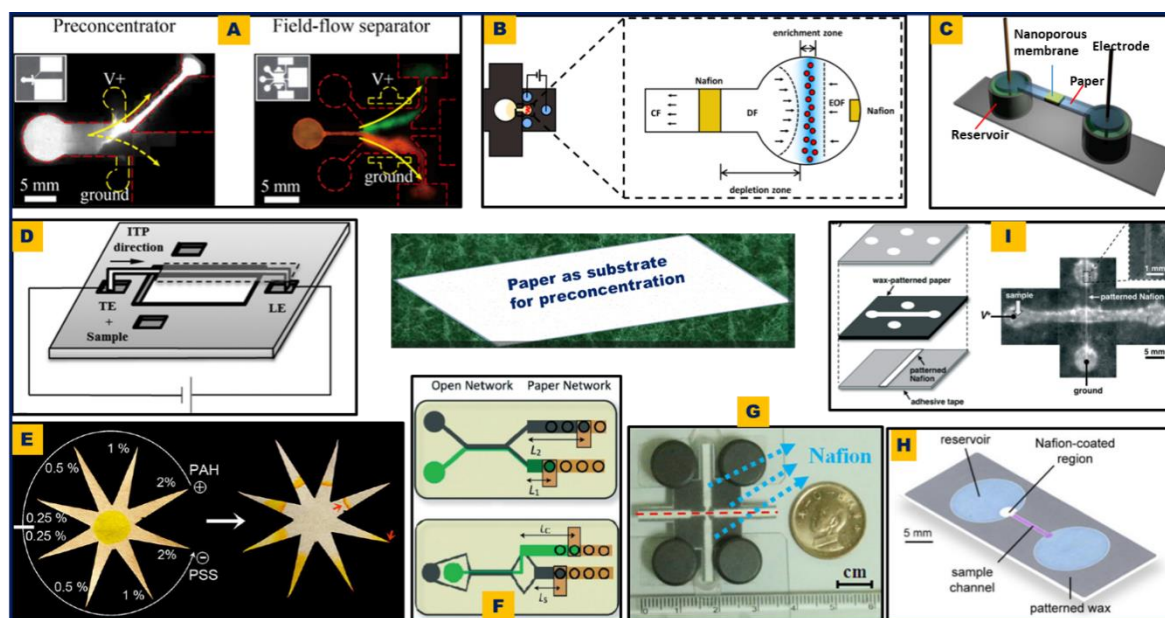 Preconcentrator
A
Field-flow separator
V+
5 mm
ground
V+
5 mm
ground
B
enrichment zone
Nafion
CF
DF
EOF
Nafion
depletion zone
C
Nanoporous
membrane
Electrode
Paper
Reservoir
D
ITP
direction
TE
+
Sample
LE
Paper as substrate
for preconcentration
I
wax-patterned paper
patterned
Nafion
adhesive tape
1 mm
sample
patterned Nafion
V+
5 mm
ground
E
1 %
0.5 %
0.25 %
0.25 %
0.5 %
1%
2%
PAH
+
2%
−
PSS
1%
Open Network
Paper Network
L2
L1
LC
LS
F
G
Nafion
cm
H
reservoir
Nafion-coated
region
5 mm
sample
channel
patterned wax